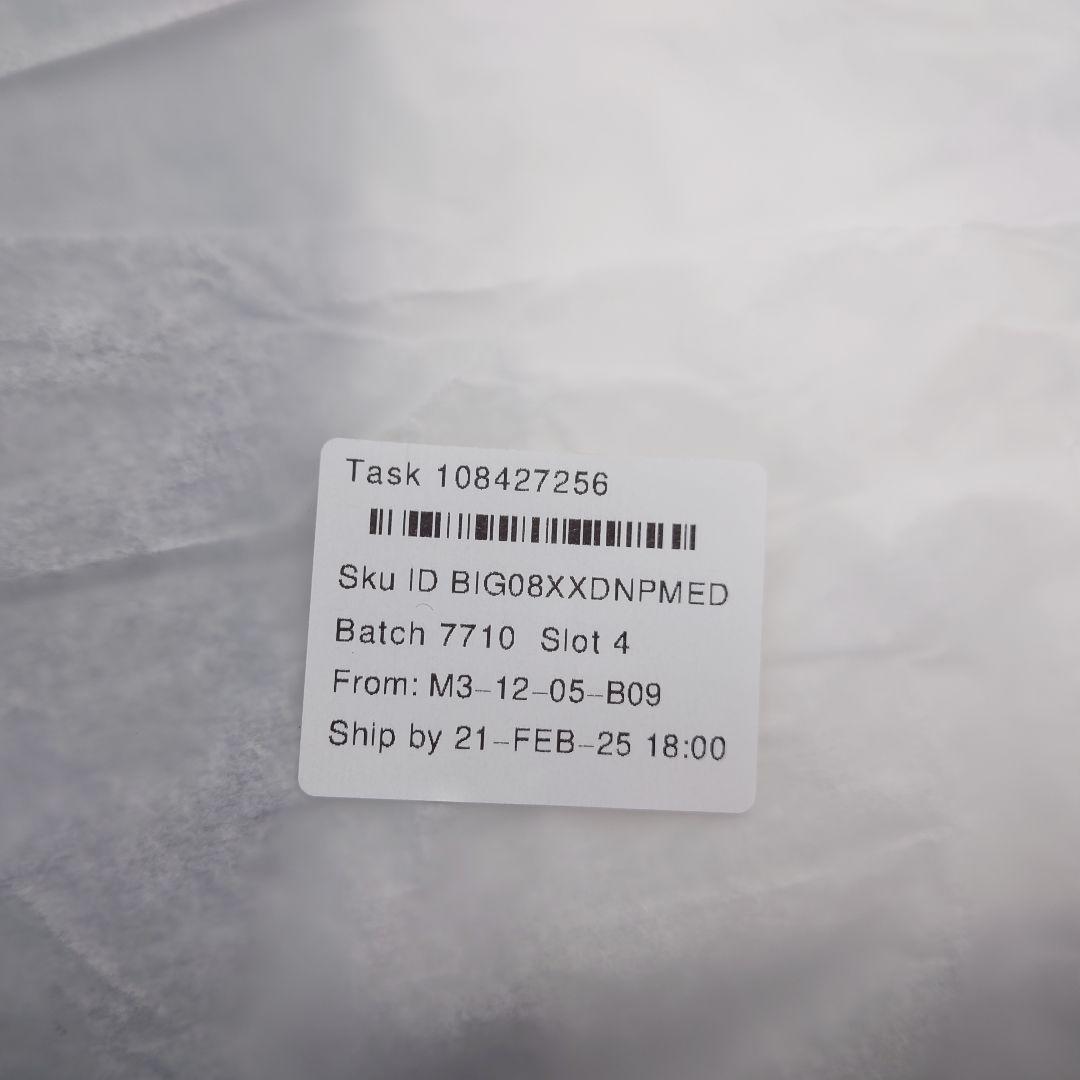 Task 108427256
Sku ID BIG08XXDNPMED
Batch 7710 Slot 4
From: M3-12-05-B09
Ship by 21-FEB-25 18:00